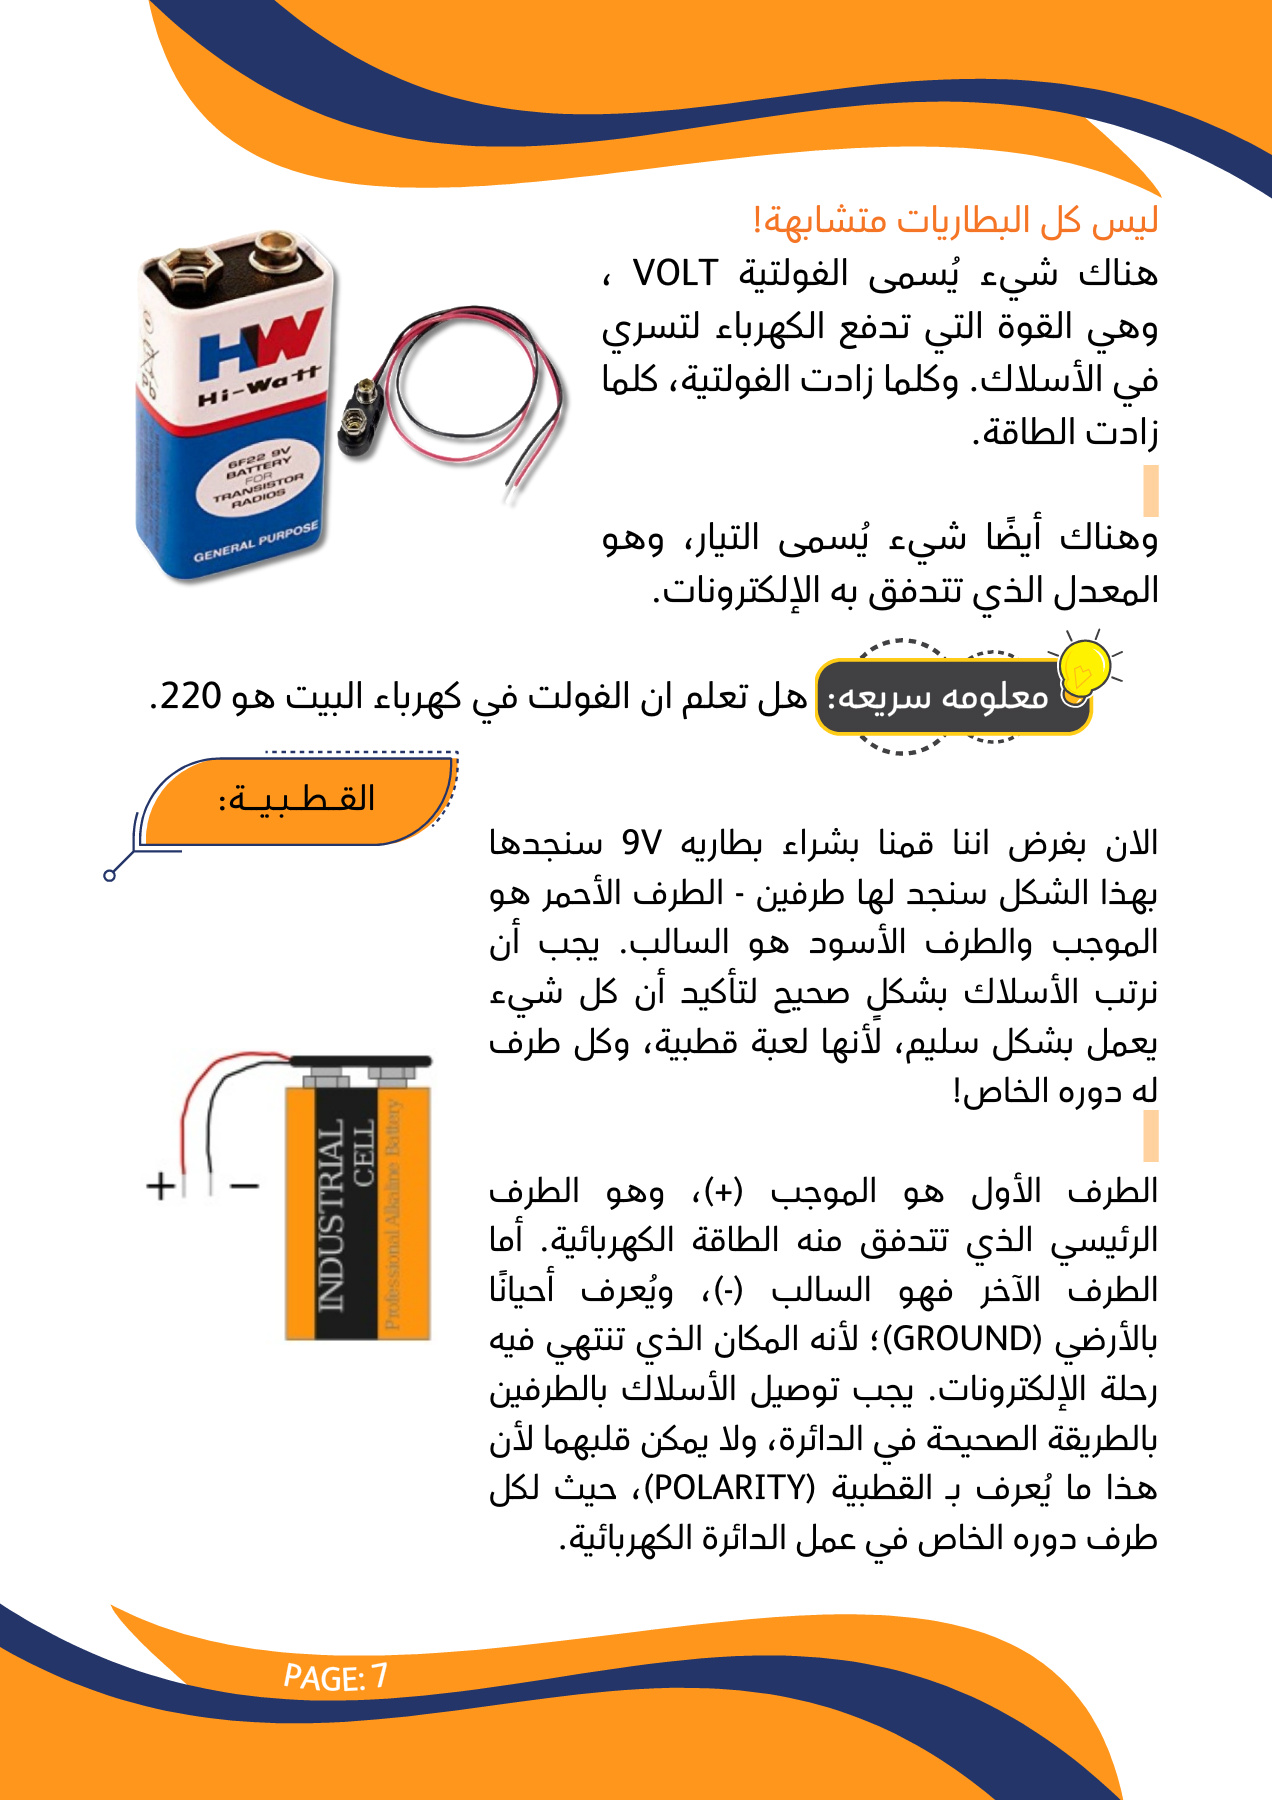 ليس كل البطاريات متشابهة!
هناك شيء يُسمى الفولتية VOLT ،
وهي القوة التي تدفع الكهرباء لتسري
في الأسلاك. وكلما زادت الفولتية، كلما
زادت الطاقة.
وهناك أيضًا شيء يُسمى التيار، وهو
المعدل الذي تتدفق به الإلكترونات.
HW
Hi-Watt
Pb
6F22 9V
BATTERY
FOR
TRANSISTOR
RADIOS
GENERAL PURPOSE
معلومه سريعه: هل تعلم ان الفولت في كهرباء البيت هو 220.
القـطـبـيـة:
الان بفرض اننا قمنا بشراء بطاريه 9V سنجدها
بهذا الشكل سنجد لها طرفين - الطرف الأحمر هو
الموجب والطرف الأسود هو السالب. يجب أن
نرتب الأسلاك بشكلٍ صحيح لتأكيد أن كل شيء
يعمل بشكل سليم، لأنها لعبة قطبية، وكل طرف
له دوره الخاص!
+ −
INDUSTRIAL
CELL
Professional Alkaline Battery
الطرف الأول هو الموجب (+)، وهو الطرف
الرئيسي الذي تتدفق منه الطاقة الكهربائية. أما
الطرف الآخر فهو السالب (-)، ويُعرف أحيانًا
بالأرضي (GROUND)؛ لأنه المكان الذي تنتهي فيه
رحلة الإلكترونات. يجب توصيل الأسلاك بالطرفين
بالطريقة الصحيحة في الدائرة، ولا يمكن قلبهما لأن
هذا ما يُعرف بـ القطبية (POLARITY)، حيث لكل
طرف دوره الخاص في عمل الدائرة الكهربائية.
PAGE: 7